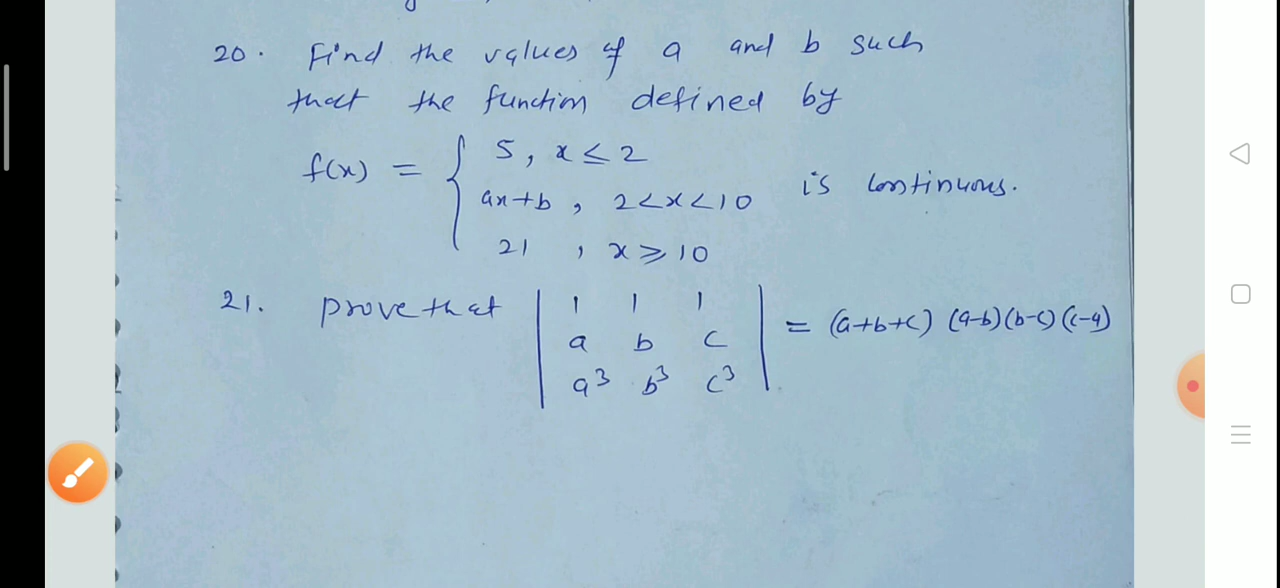 20. Find the values of a and b such
that the function defined by
f(x) = { 5, x ≤ 2
ax+b, 2<x<10 is continuous.
21, x ≥ 10
21. prove that | 1 1 1 | = (a+b+c) (a-b)(b-c)(c-a)
a b c
a³ b³ c³